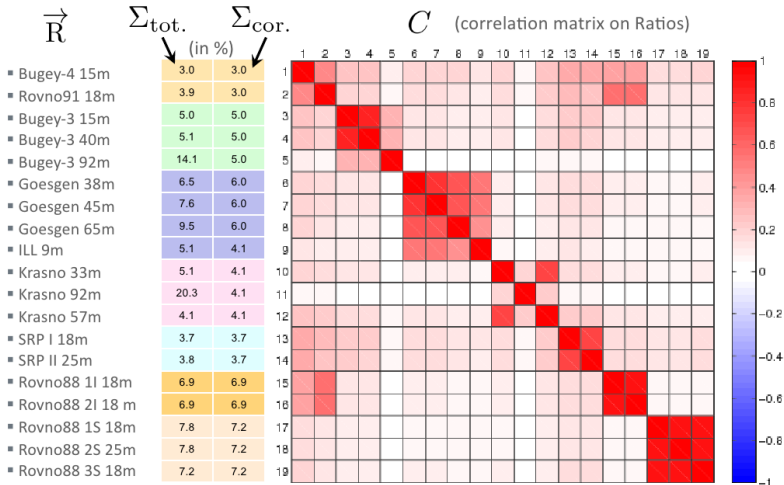 R Σtot. Σcor. C (correlation matrix on Ratios)
(in %)
1 2 3 4 5 6 7 8 9 10 11 12 13 14 15 16 17 18 19
▪ Bugey-4 15m 3.0 3.0 1 1
▪ Rovno91 18m 3.9 3.0 2 0.8
▪ Bugey-3 15m 5.0 5.0 3
▪ Bugey-3 40m 5.1 5.0 4 0.6
▪ Bugey-3 92m 14.1 5.0 5
▪ Goesgen 38m 6.5 6.0 6 0.4
▪ Goesgen 45m 7.6 6.0 7 0.2
▪ Goesgen 65m 9.5 6.0 8
▪ ILL 9m 5.1 4.1 9
▪ Krasno 33m 5.1 4.1 10 0
▪ Krasno 92m 20.3 4.1 11 −0.2
▪ Krasno 57m 4.1 4.1 12
▪ SRP I 18m 3.7 3.7 13 −0.4
▪ SRP II 25m 3.8 3.7 14
▪ Rovno88 1I 18m 6.9 6.9 15 −0.6
▪ Rovno88 2I 18 m 6.9 6.9 16
▪ Rovno88 1S 18m 7.8 7.2 17 −0.8
▪ Rovno88 2S 25m 7.8 7.2 18
▪ Rovno88 3S 18m 7.2 7.2 19 −1